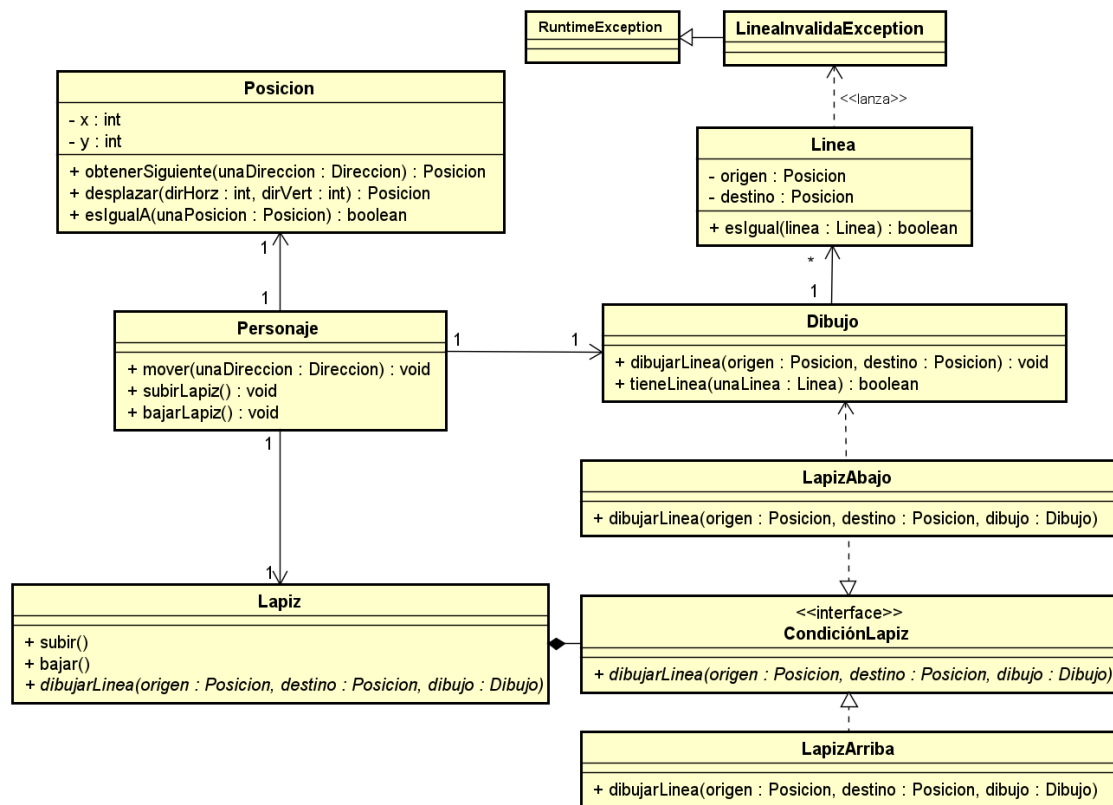 RuntimeException
LineaInvalidaException
<<lanza>>
Posicion
- x : int
- y : int
+ obtenerSiguiente(unaDireccion : Direccion) : Posicion
+ desplazar(dirHorz : int, dirVert : int) : Posicion
+ esIgualA(unaPosicion : Posicion) : boolean
Linea
- origen : Posicion
- destino : Posicion
+ esIgual(linea : Linea) : boolean
1
*
1
1
Personaje
+ mover(unaDireccion : Direccion) : void
+ subirLapiz() : void
+ bajarLapiz() : void
1
1
Dibujo
+ dibujarLinea(origen : Posicion, destino : Posicion) : void
+ tieneLinea(unaLinea : Linea) : boolean
1
1
LapizAbajo
+ dibujarLinea(origen : Posicion, destino : Posicion, dibujo : Dibujo)
Lapiz
+ subir()
+ bajar()
+ dibujarLinea(origen : Posicion, destino : Posicion, dibujo : Dibujo)
<<interface>>
CondiciónLapiz
+ dibujarLinea(origen : Posicion, destino : Posicion, dibujo : Dibujo)
LapizArriba
+ dibujarLinea(origen : Posicion, destino : Posicion, dibujo : Dibujo)